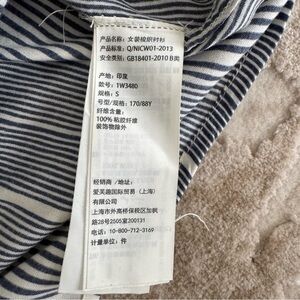 产品名称: 女装梭织衬衫
产品标准: Q/NICW01-2013
安全类别: GB18401-2010 B类
产地: 印度
款号: 1W3480
规格: S
号型/规格: 170/88Y
纤维含量:
100% 粘胶纤维
装饰物除外
经销商 /地址:
爱芙趣国际贸易 (上海)
有限公司
上海市外高桥保税区加枫
路28号2505室200131
电话: 10-800-712-3169
计量单位: 件